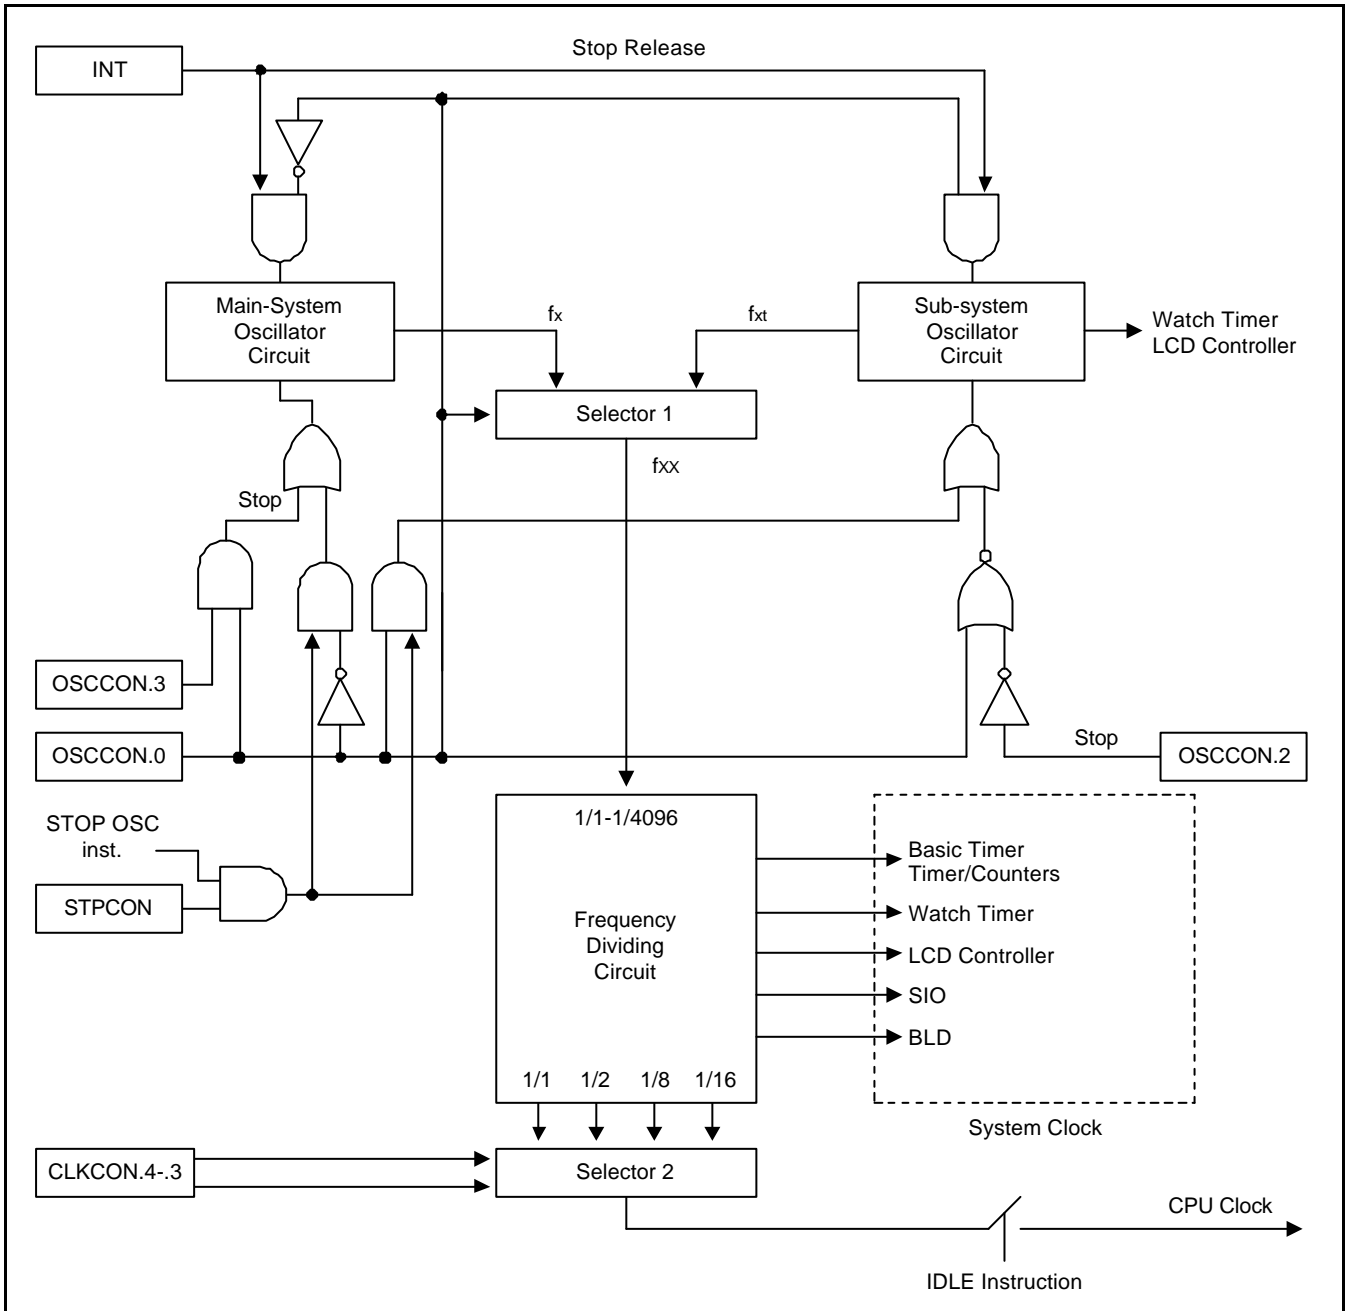 Stop Release
INT
Main-System
Oscillator
Circuit
fx
fxt
Sub-system
Oscillator
Circuit
Watch Timer
LCD Controller
Selector 1
fxx
Stop
OSCCON.3
OSCCON.0
Stop
OSCCON.2
STOP OSC
inst.
STPCON
1/1-1/4096
Frequency
Dividing
Circuit
1/1 1/2 1/8 1/16
Basic Timer
Timer/Counters
Watch Timer
LCD Controller
SIO
BLD
System Clock
CLKCON.4-.3
Selector 2
CPU Clock
IDLE Instruction